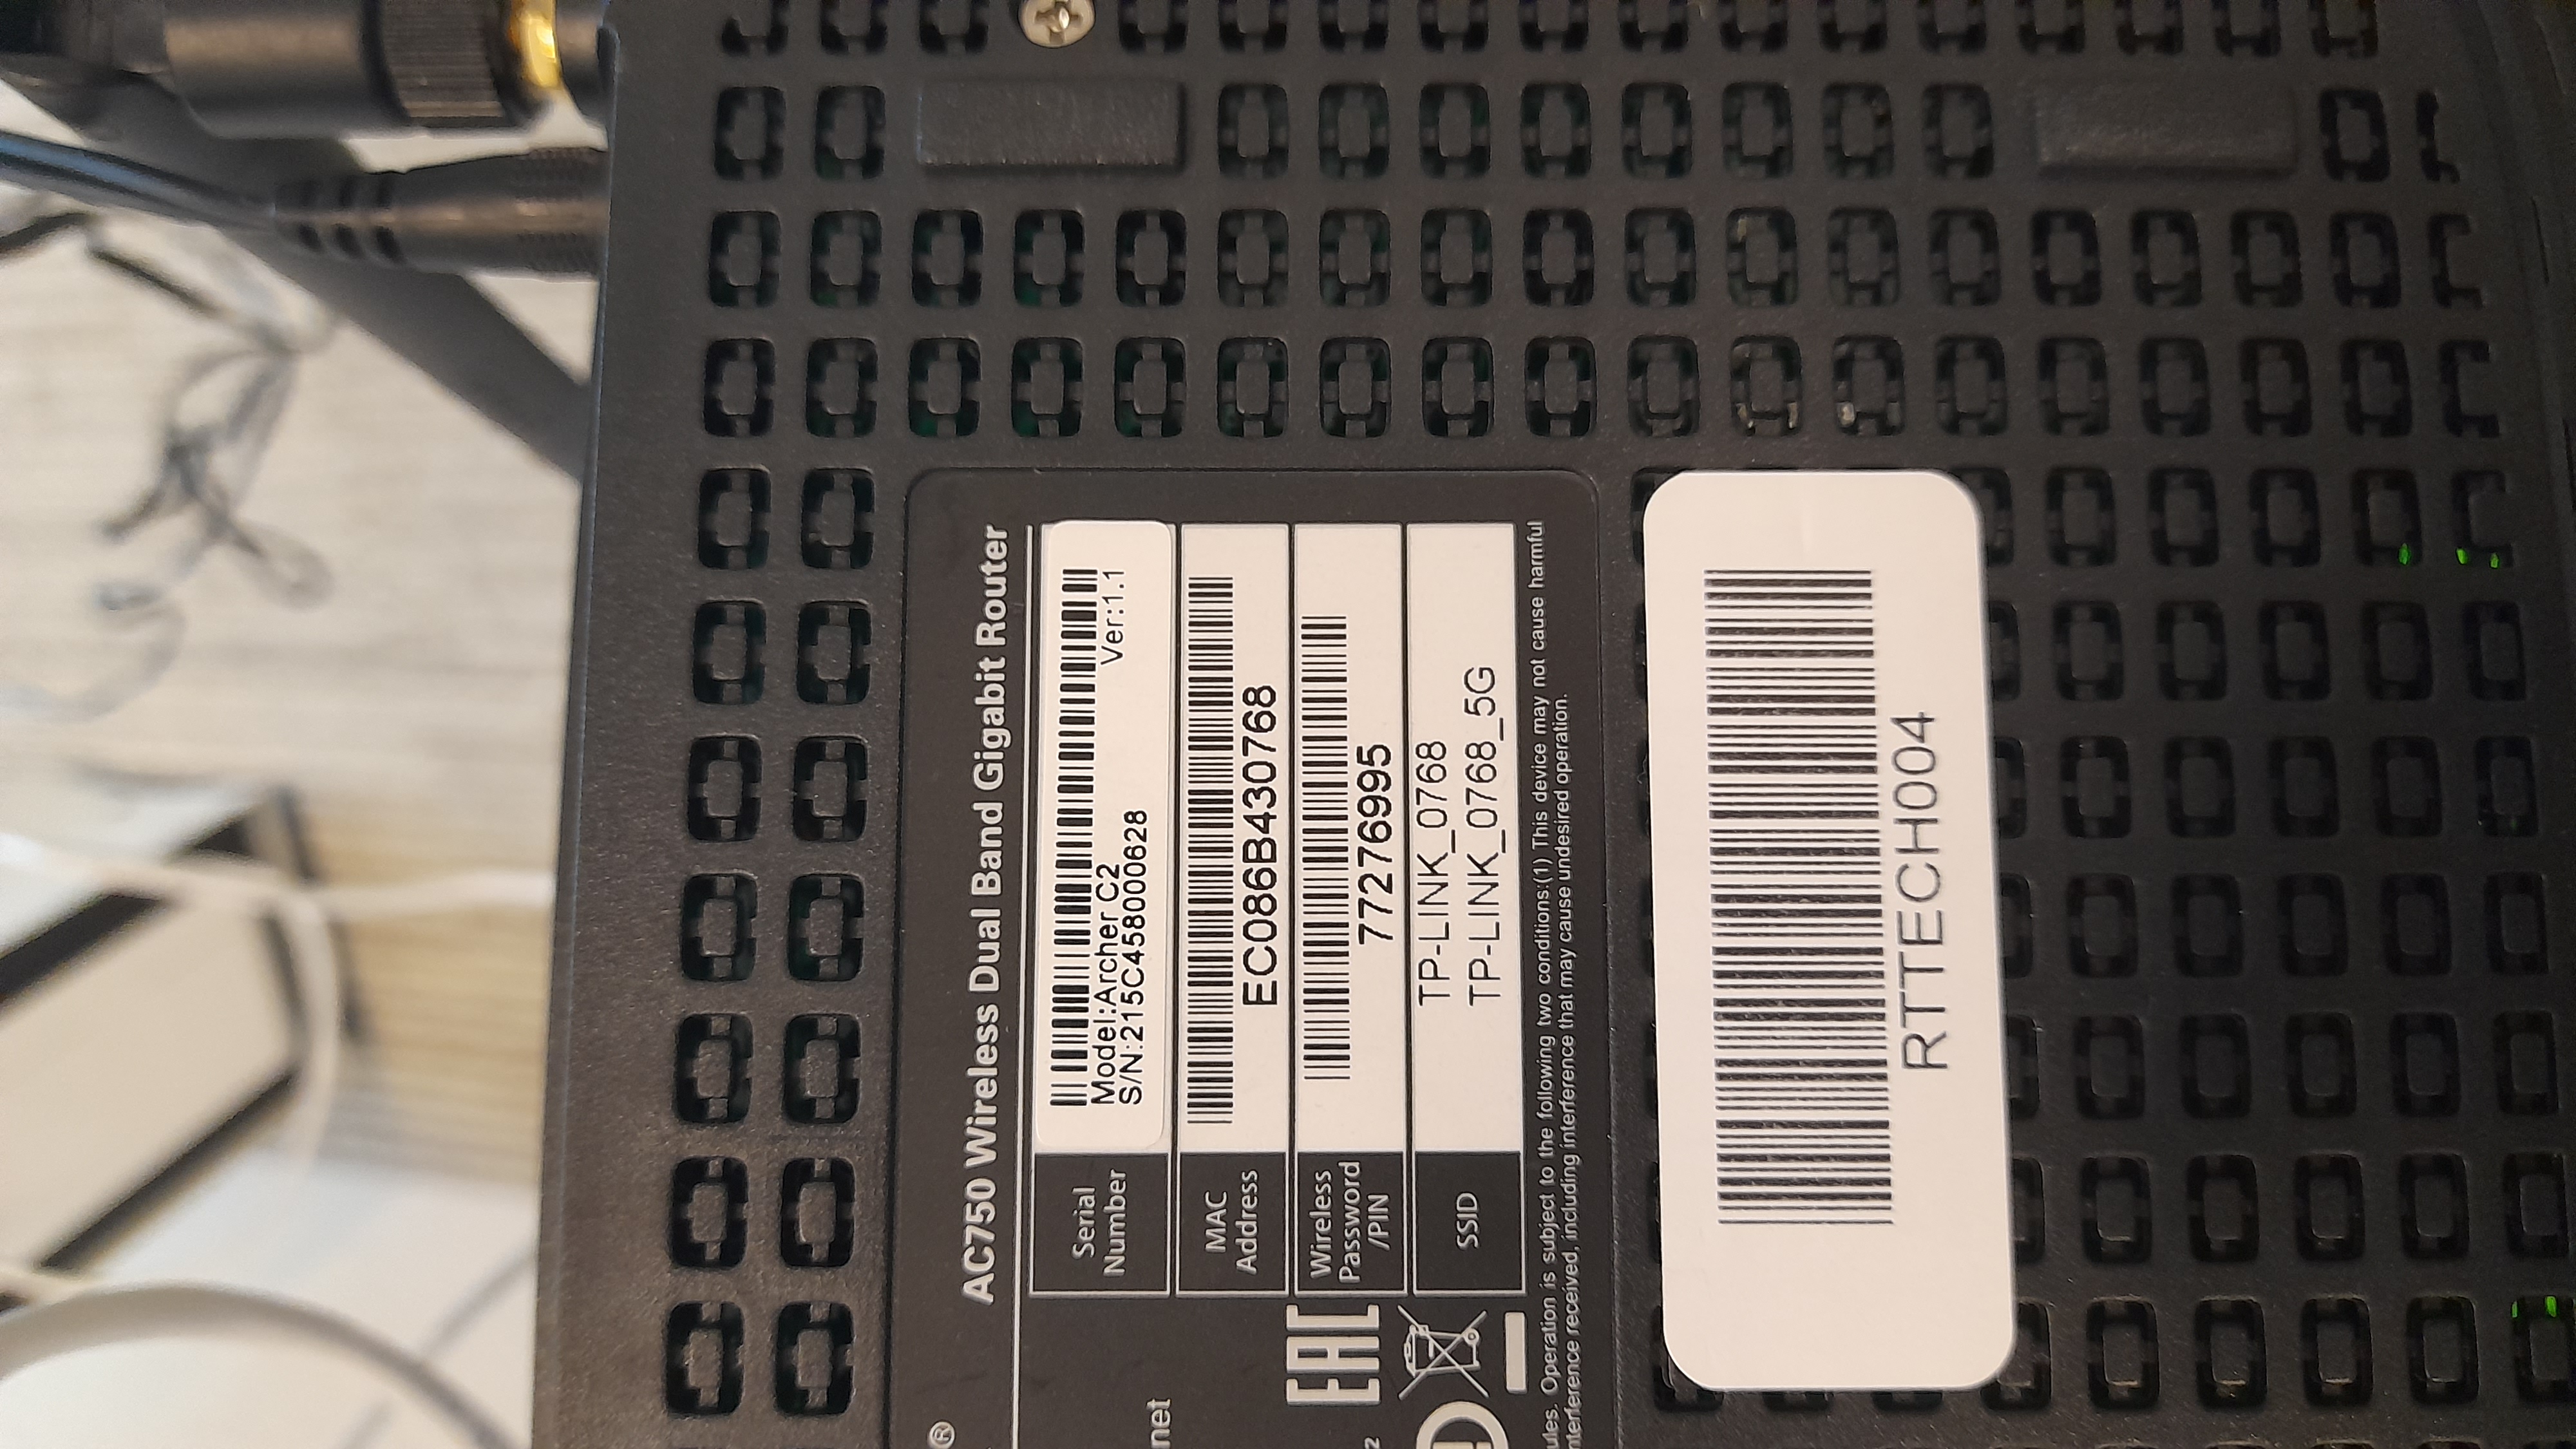 ®
AC750 Wireless Dual Band Gigabit Router
Serial
Number
Model:Archer C2
Ver:1.1
S/N:215C458000628
net
MAC
Address
EC086B430768
EAC
Wireless
Password
/PIN
77276995
2
SSID
TP-LINK_0768
TP-LINK_0768_5G
ules. Operation is subject to the following two conditions:(1) This device may not cause harmful
nterference received, including interference that may cause undesired operation.
RTTECH004